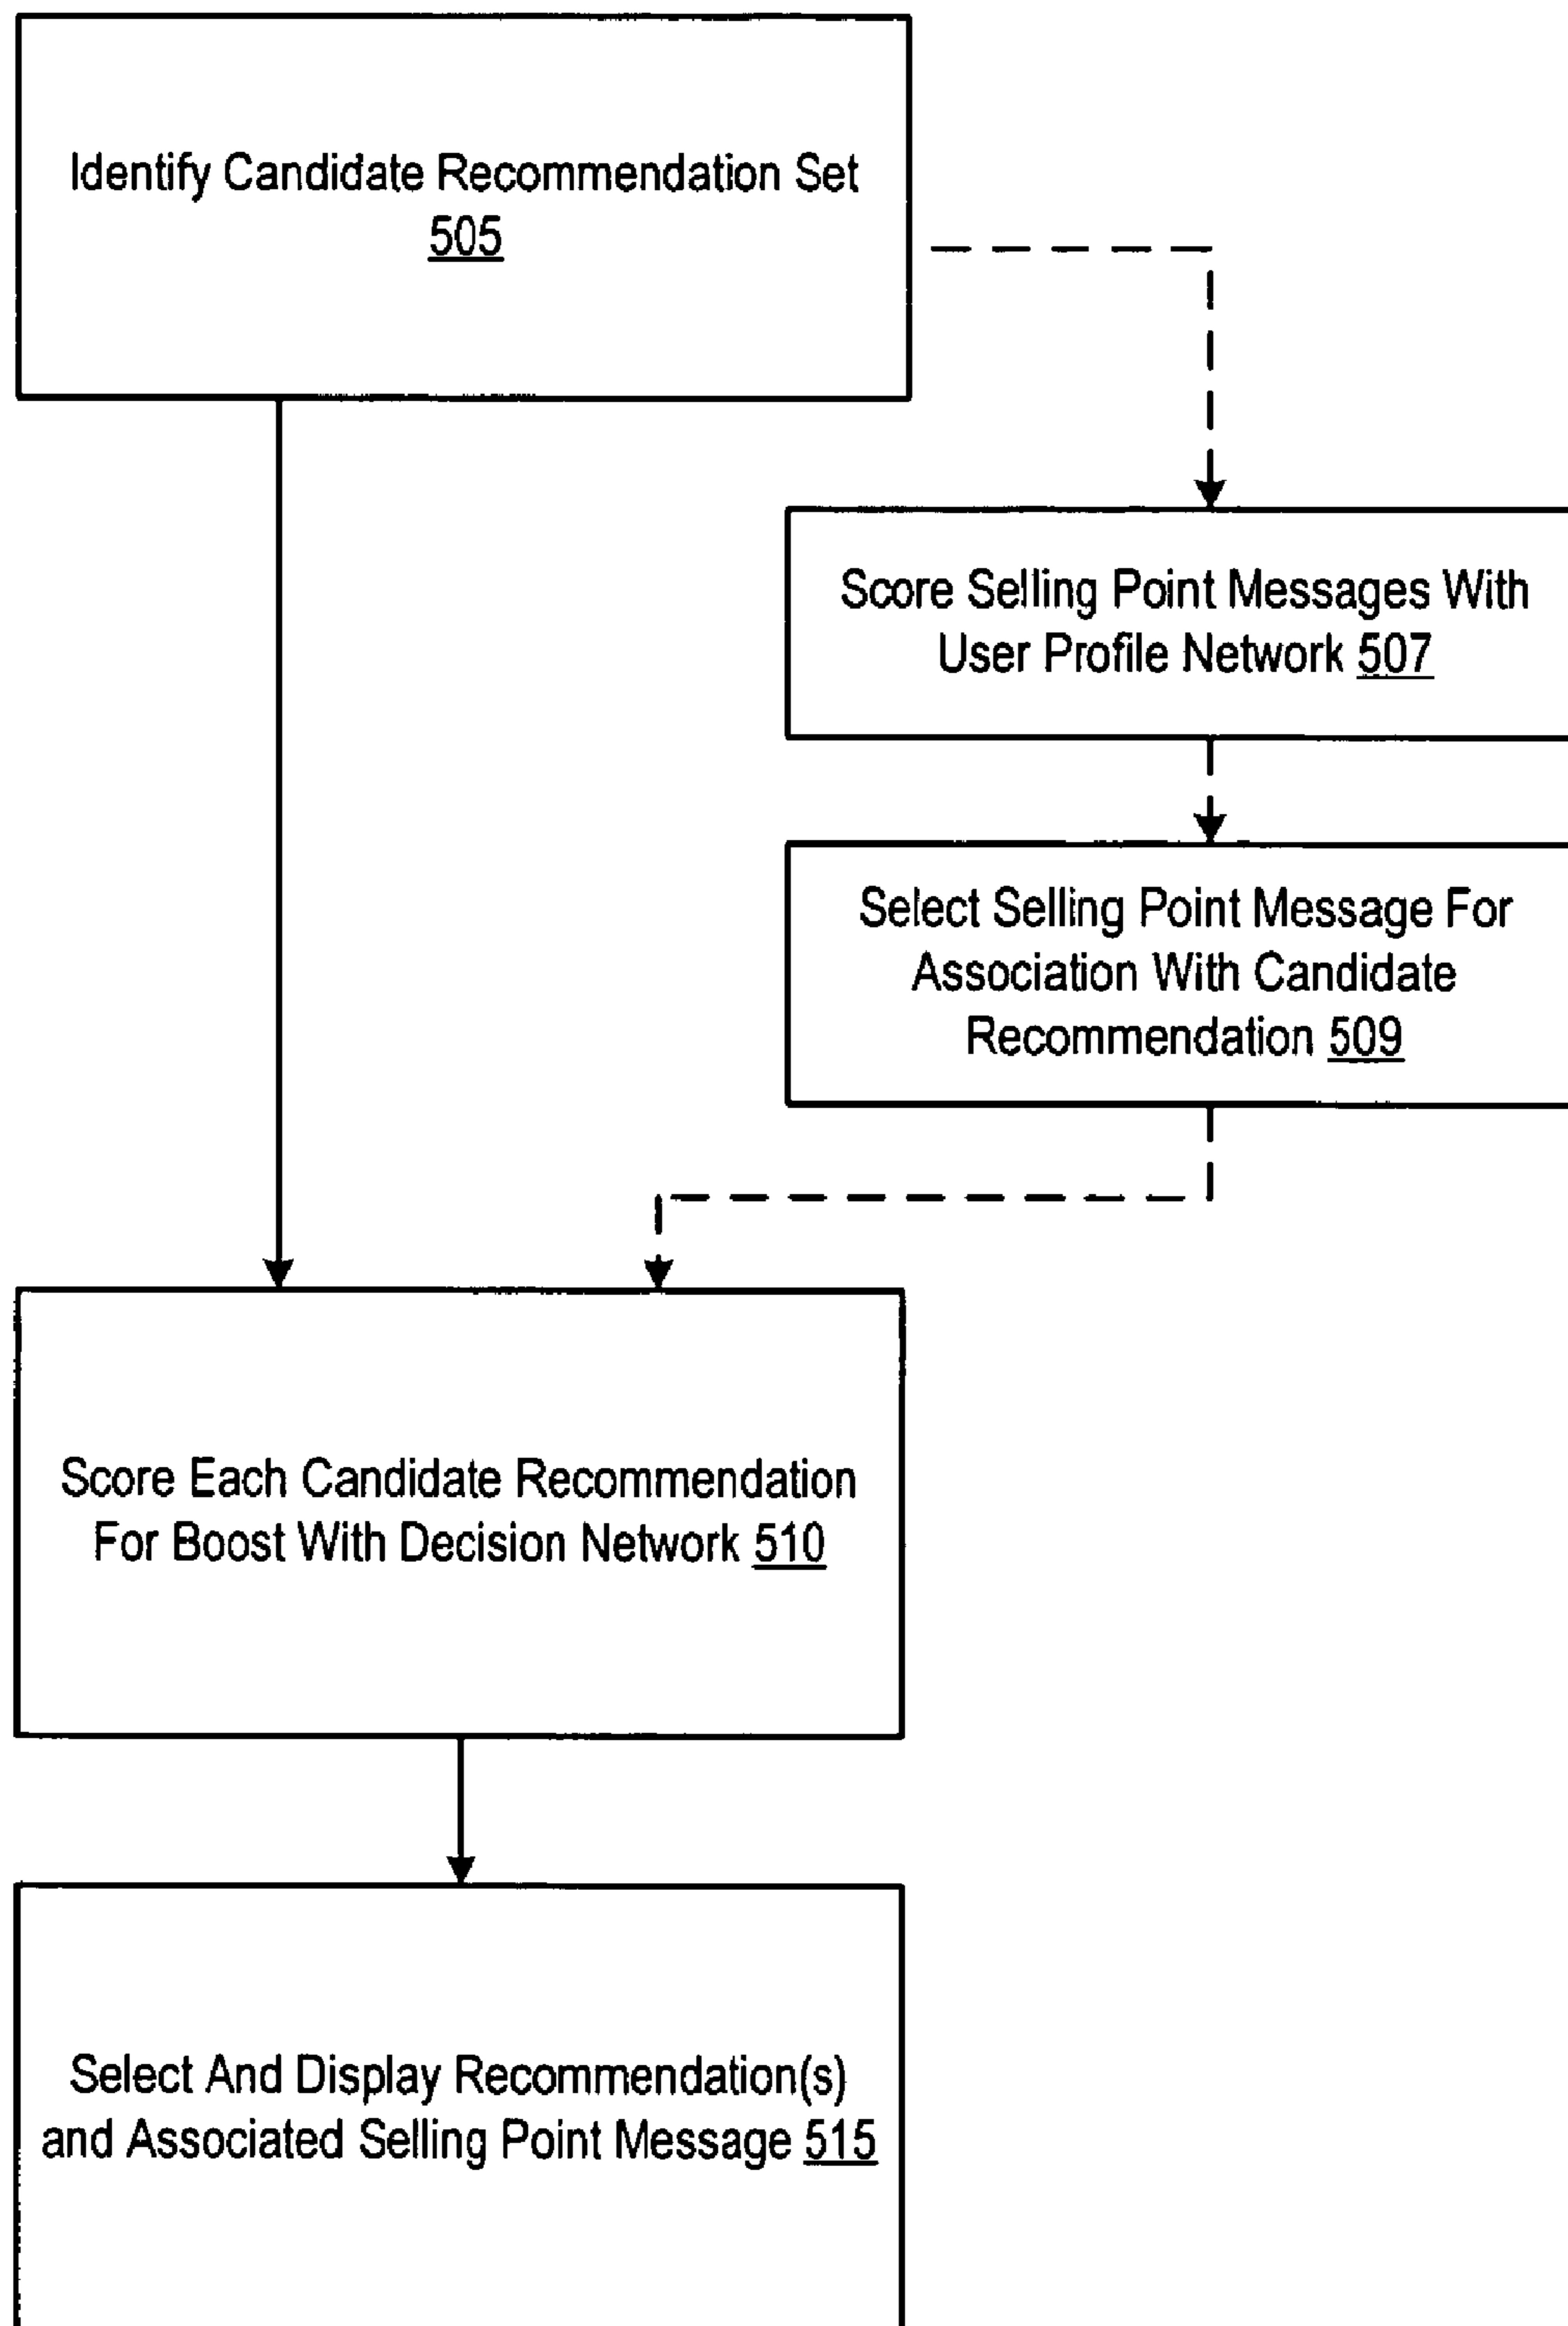 Identify Candidate Recommendation Set
505
Score Selling Point Messages With
User Profile Network 507
Select Selling Point Message For
Association With Candidate
Recommendation 509
Score Each Candidate Recommendation
For Boost With Decision Network 510
Select And Display Recommendation(s)
and Associated Selling Point Message 515